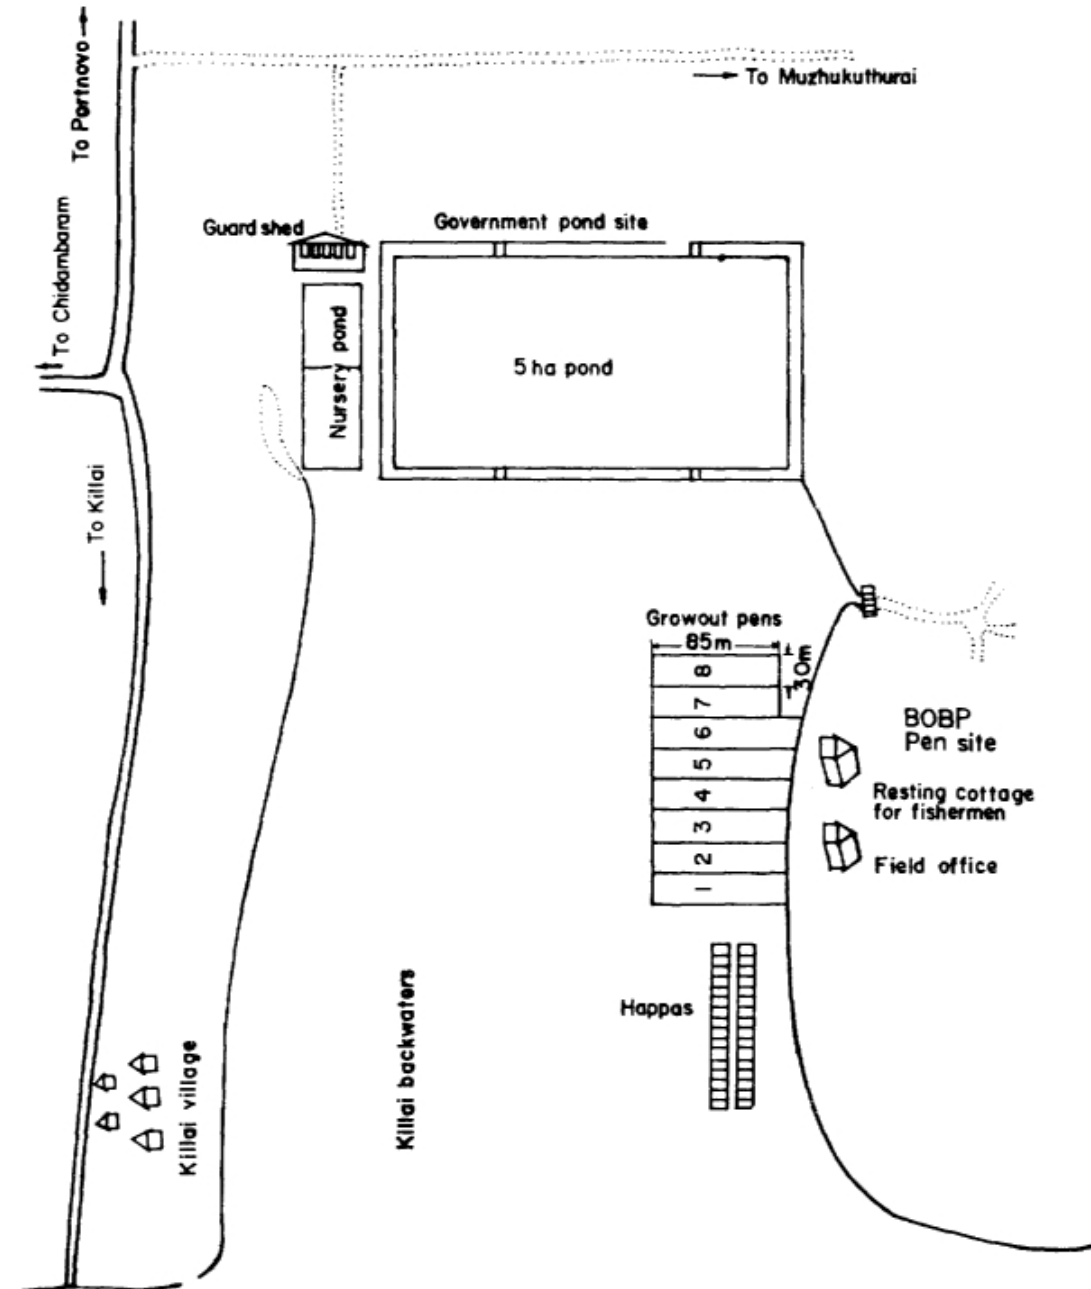 To Portnovo
To Muzhukuthurai
To Chidambaram
Guard shed
Government pond site
Nursery pond
5 ha pond
To Killai
Growout pens
85m
30m
8
7
6
5
4
3
2
1
BOBP
Pen site
Resting cottage
for fishermen
Field office
Happas
Killai backwaters
Killai village